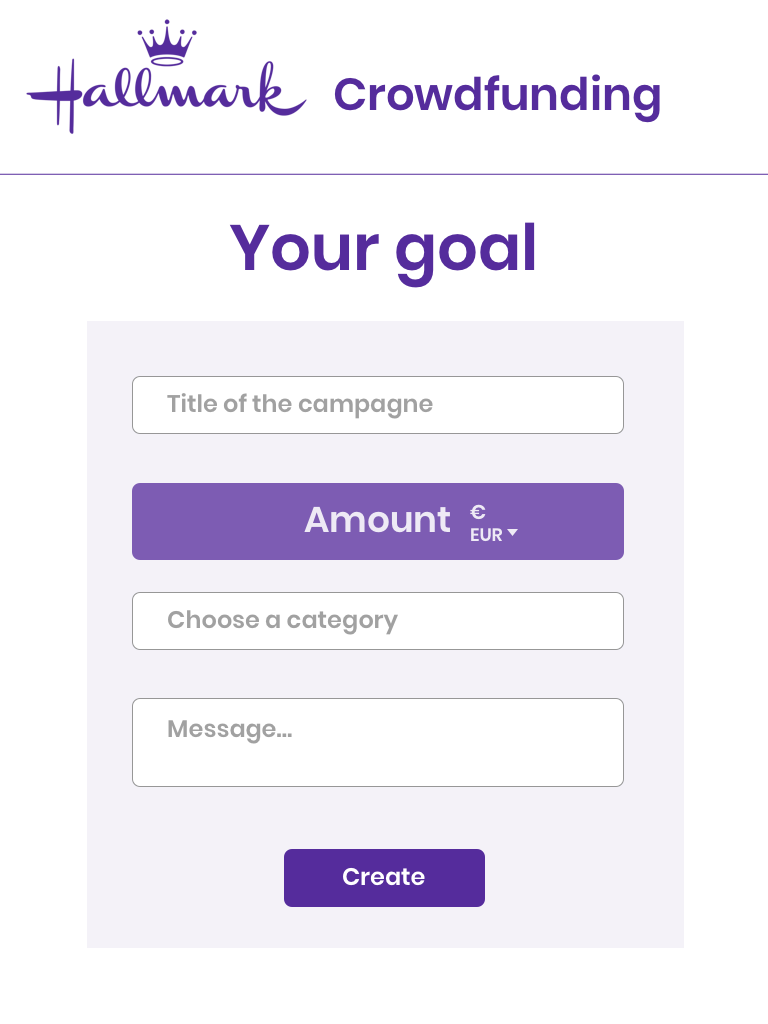 Hallmark Crowdfunding
Your goal
Title of the campagne
Amount €
EUR
Choose a category
Message...
Create